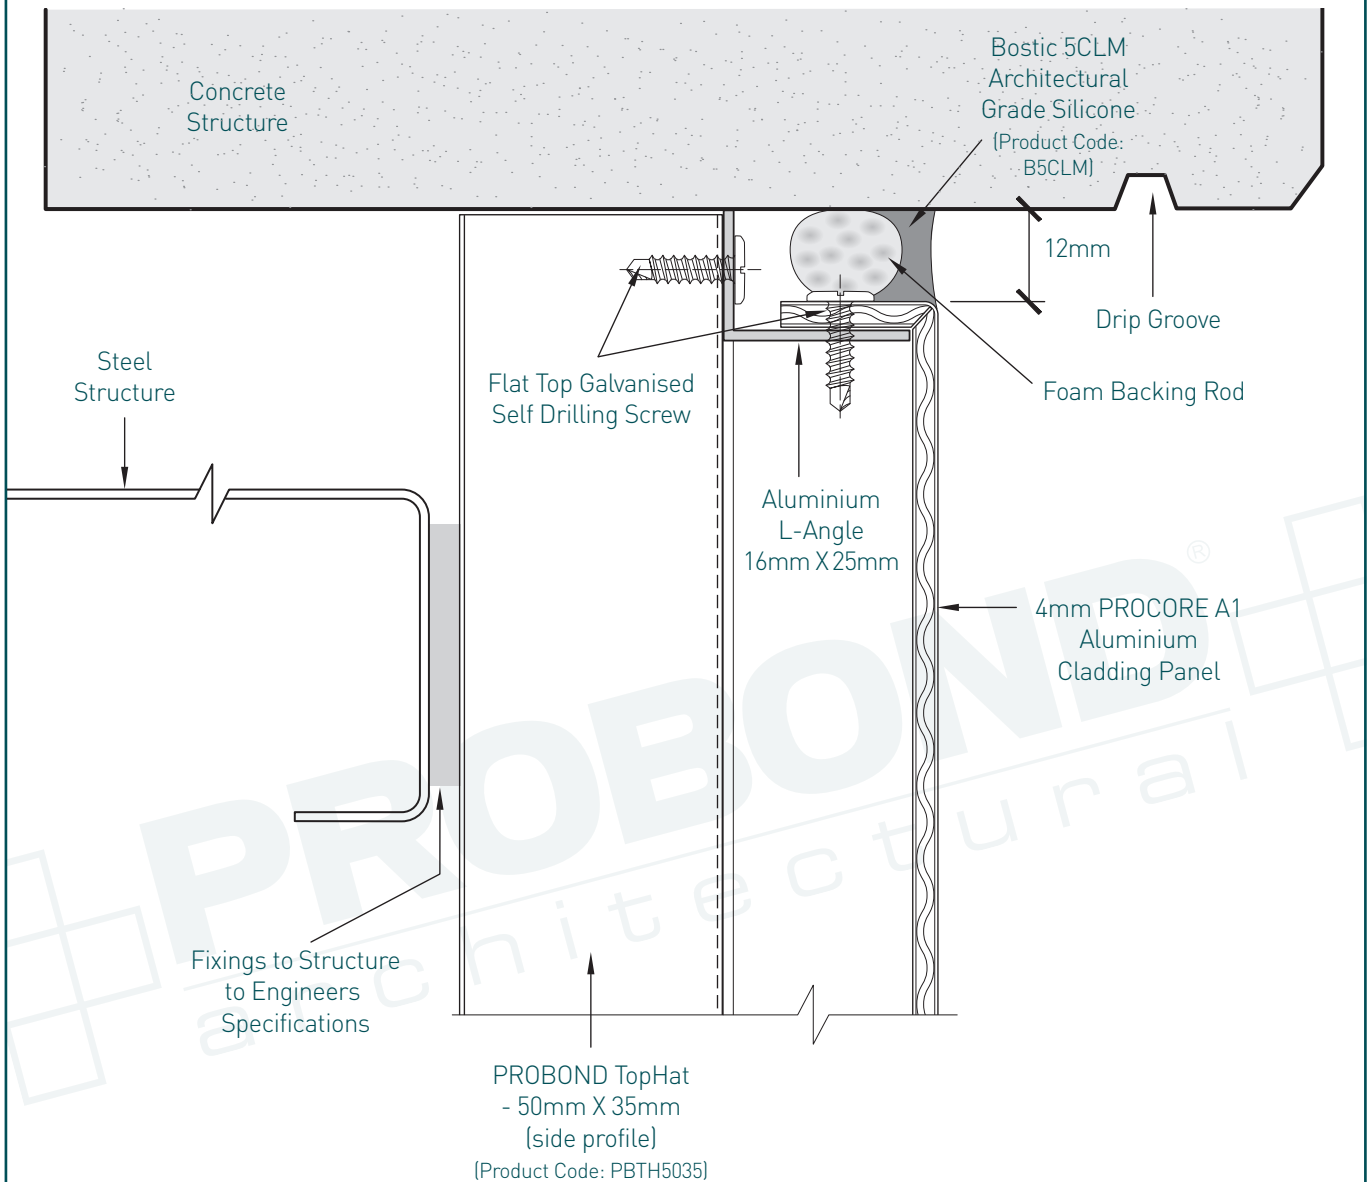 Concrete
Structure
Bostic 5CLM
Architectural
Grade Silicone
(Product Code:
B5CLM)
12mm
Drip Groove
Steel
Structure
Flat Top Galvanised
Self Drilling Screw
Foam Backing Rod
Aluminium
L-Angle
16mm X 25mm
4mm PROCORE A1
Aluminium
Cladding Panel
PROBOND®
architectural
Fixings to Structure
to Engineers
Specifications
PROBOND TopHat
- 50mm X 35mm
(side profile)
(Product Code: PBTH5035)